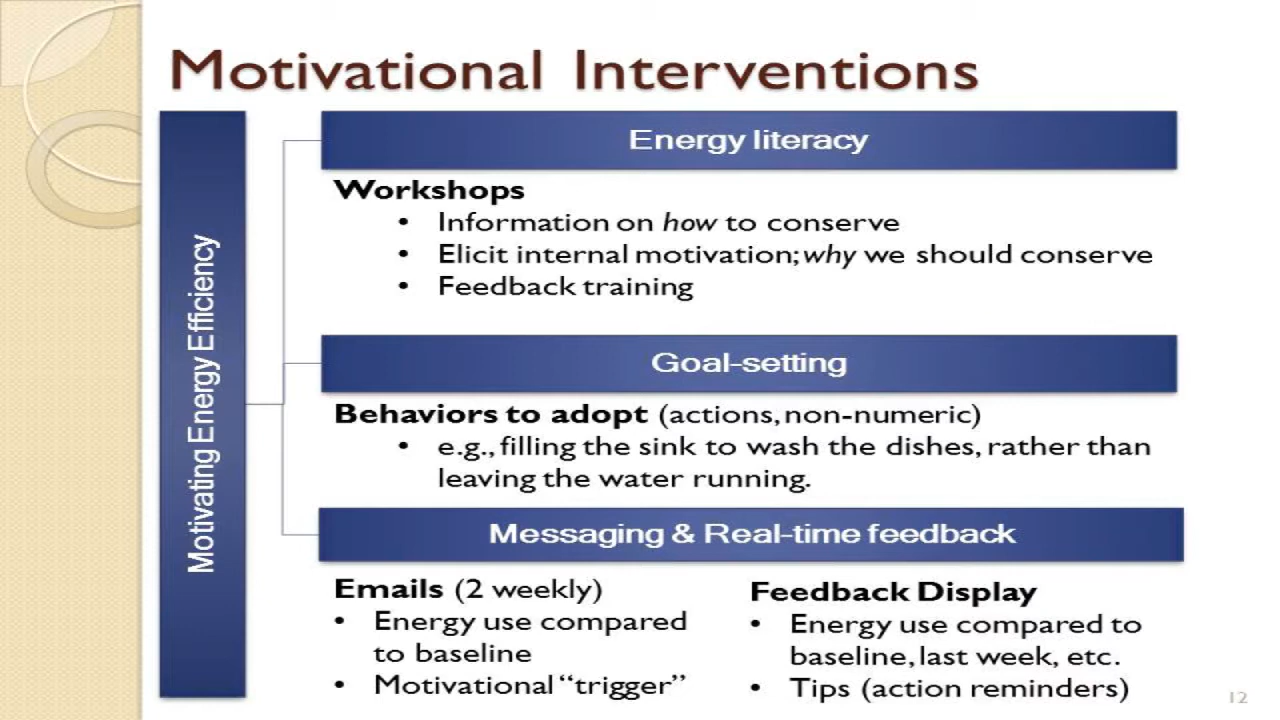 Motivational Interventions
Motivating Energy Efficiency
Energy literacy
Workshops
• Information on how to conserve
• Elicit internal motivation; why we should conserve
• Feedback training
Goal-setting
Behaviors to adopt (actions, non-numeric)
• e.g., filling the sink to wash the dishes, rather than
leaving the water running.
Messaging & Real-time feedback
Emails (2 weekly)
• Energy use compared
to baseline
• Motivational “trigger”
Feedback Display
• Energy use compared to
baseline, last week, etc.
• Tips (action reminders)
12